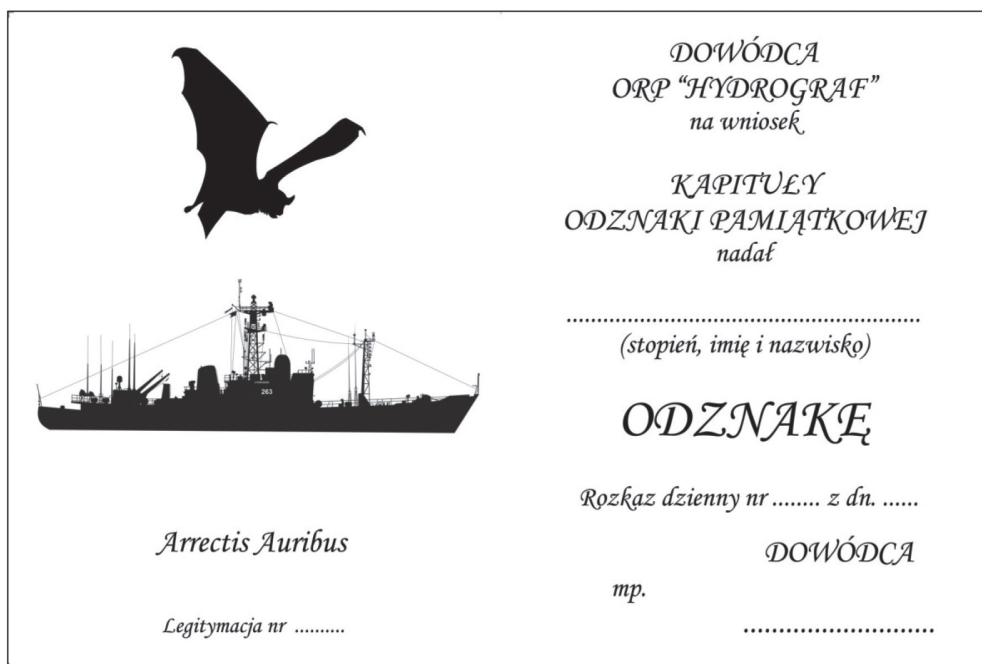 263
Arrectis Auribus
Legitymacja nr ..........
DOWÓDCA
ORP “HYDROGRAF”
na wniosek
KAPITUŁY
ODZNAKI PAMIĄTKOWEJ
nadał
............................................................
(stopień, imię i nazwisko)
ODZNAKĘ
Rozkaz dzienny nr ........ z dn. ......
DOWÓDCA
mp.
............................